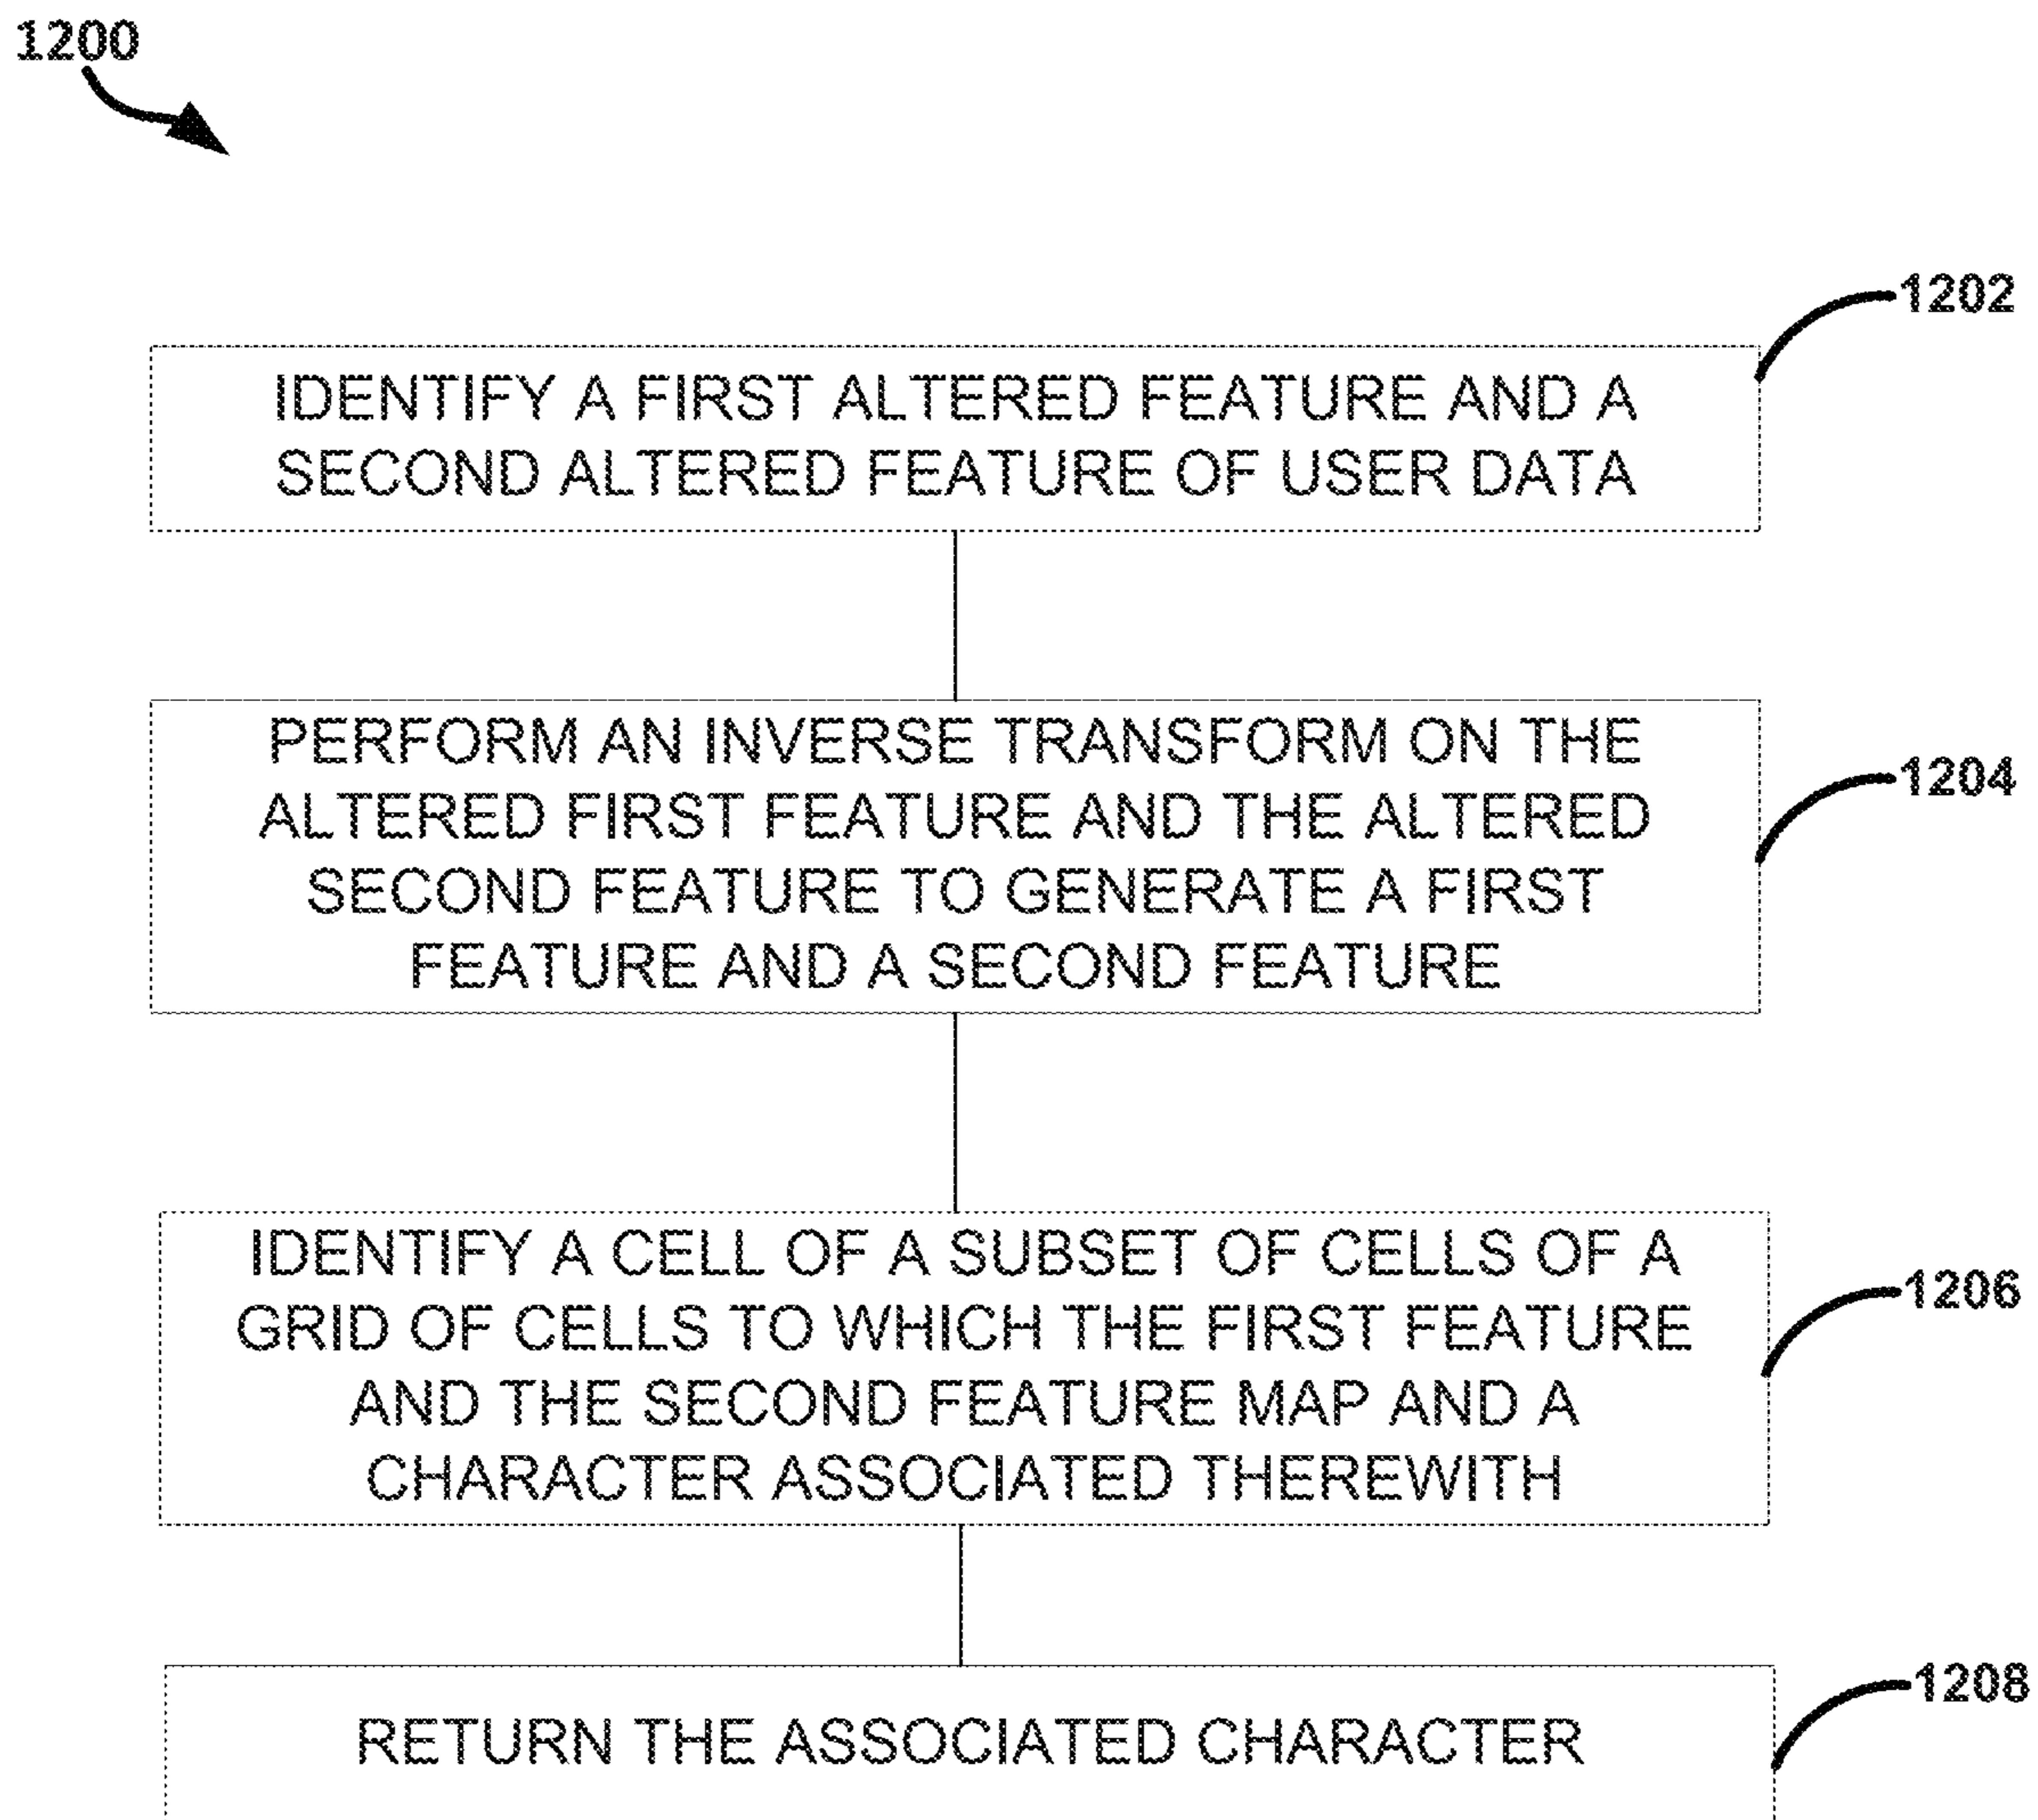 1200
1202
IDENTIFY A FIRST ALTERED FEATURE AND A
SECOND ALTERED FEATURE OF USER DATA
PERFORM AN INVERSE TRANSFORM ON THE
1204
ALTERED FIRST FEATURE AND THE ALTERED
SECOND FEATURE TO GENERATE A FIRST
FEATURE AND A SECOND FEATURE
IDENTIFY A CELL OF A SUBSET OF CELLS OF A
1206
GRID OF CELLS TO WHICH THE FIRST FEATURE
AND THE SECOND FEATURE MAP AND A
CHARACTER ASSOCIATED THEREWITH
1208
RETURN THE ASSOCIATED CHARACTER